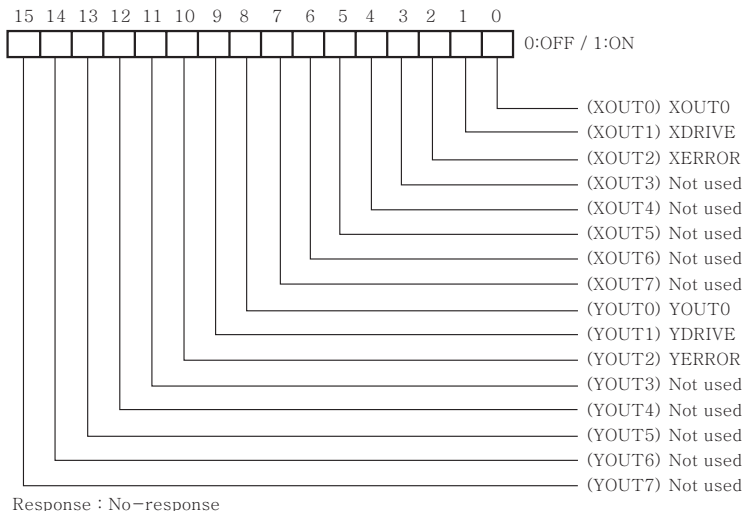 15 14 13 12 11 10 9 8 7 6 5 4 3 2 1 0
0:OFF / 1:ON
(XOUT0) XOUT0
(XOUT1) XDRIVE
(XOUT2) XERROR
(XOUT3) Not used
(XOUT4) Not used
(XOUT5) Not used
(XOUT6) Not used
(XOUT7) Not used
(YOUT0) YOUT0
(YOUT1) YDRIVE
(YOUT2) YERROR
(YOUT3) Not used
(YOUT4) Not used
(YOUT5) Not used
(YOUT6) Not used
(YOUT7) Not used
Response : No-response